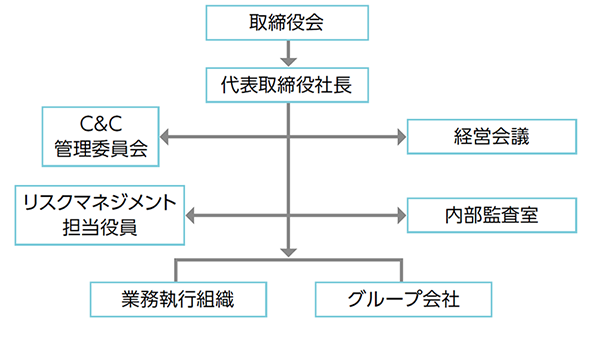 取締役会
代表取締役社長
C&C
管理委員会
経営会議
リスクマネジメント
担当役員
内部監査室
業務執行組織
グループ会社